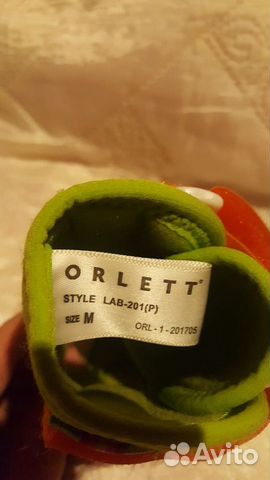 ORLETT®
STYLE LAB-201(P)
SIZE M
ORL - 1 - 201705
Avito